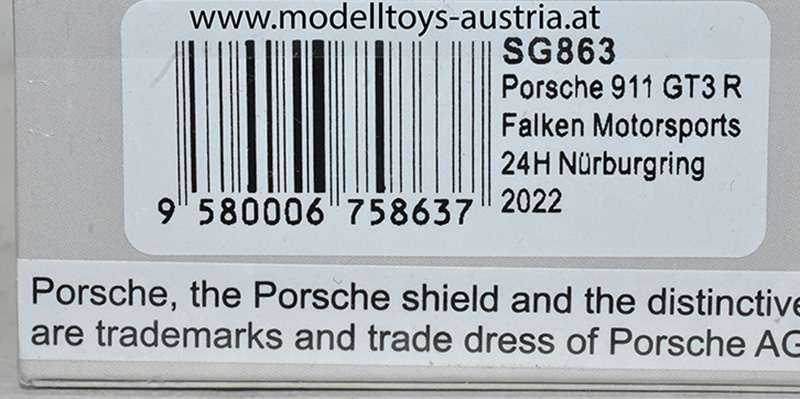 www.modelltoys-austria.at
SG863
Porsche 911 GT3 R
Falken Motorsports
24H Nürburgring
2022
9 580006 758637
Porsche, the Porsche shield and the distinctive
are trademarks and trade dress of Porsche AG